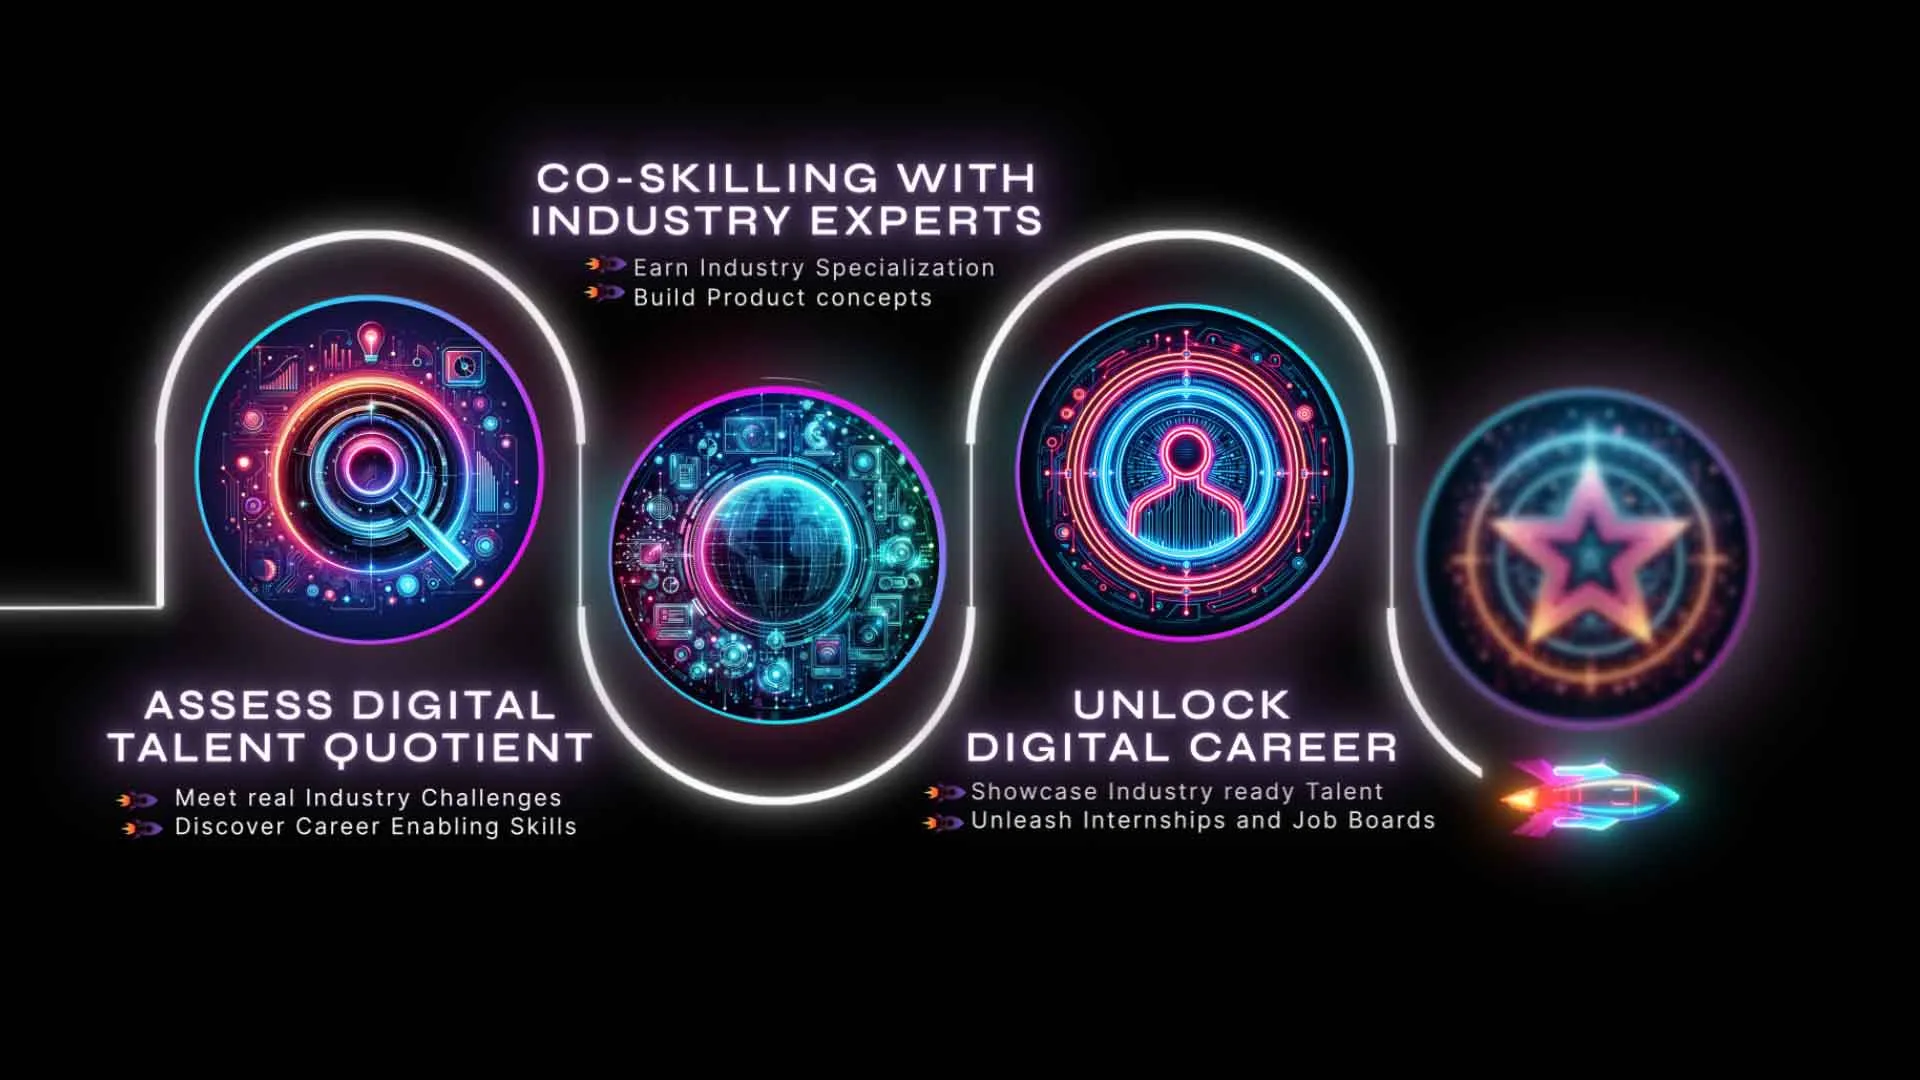 CO-SKILLING WITH
INDUSTRY EXPERTS
Earn Industry Specialization
Build Product concepts
ASSESS DIGITAL
TALENT QUOTIENT
Meet real Industry Challenges
Discover Career Enabling Skills
UNLOCK
DIGITAL CAREER
Showcase Industry ready Talent
Unleash Internships and Job Boards